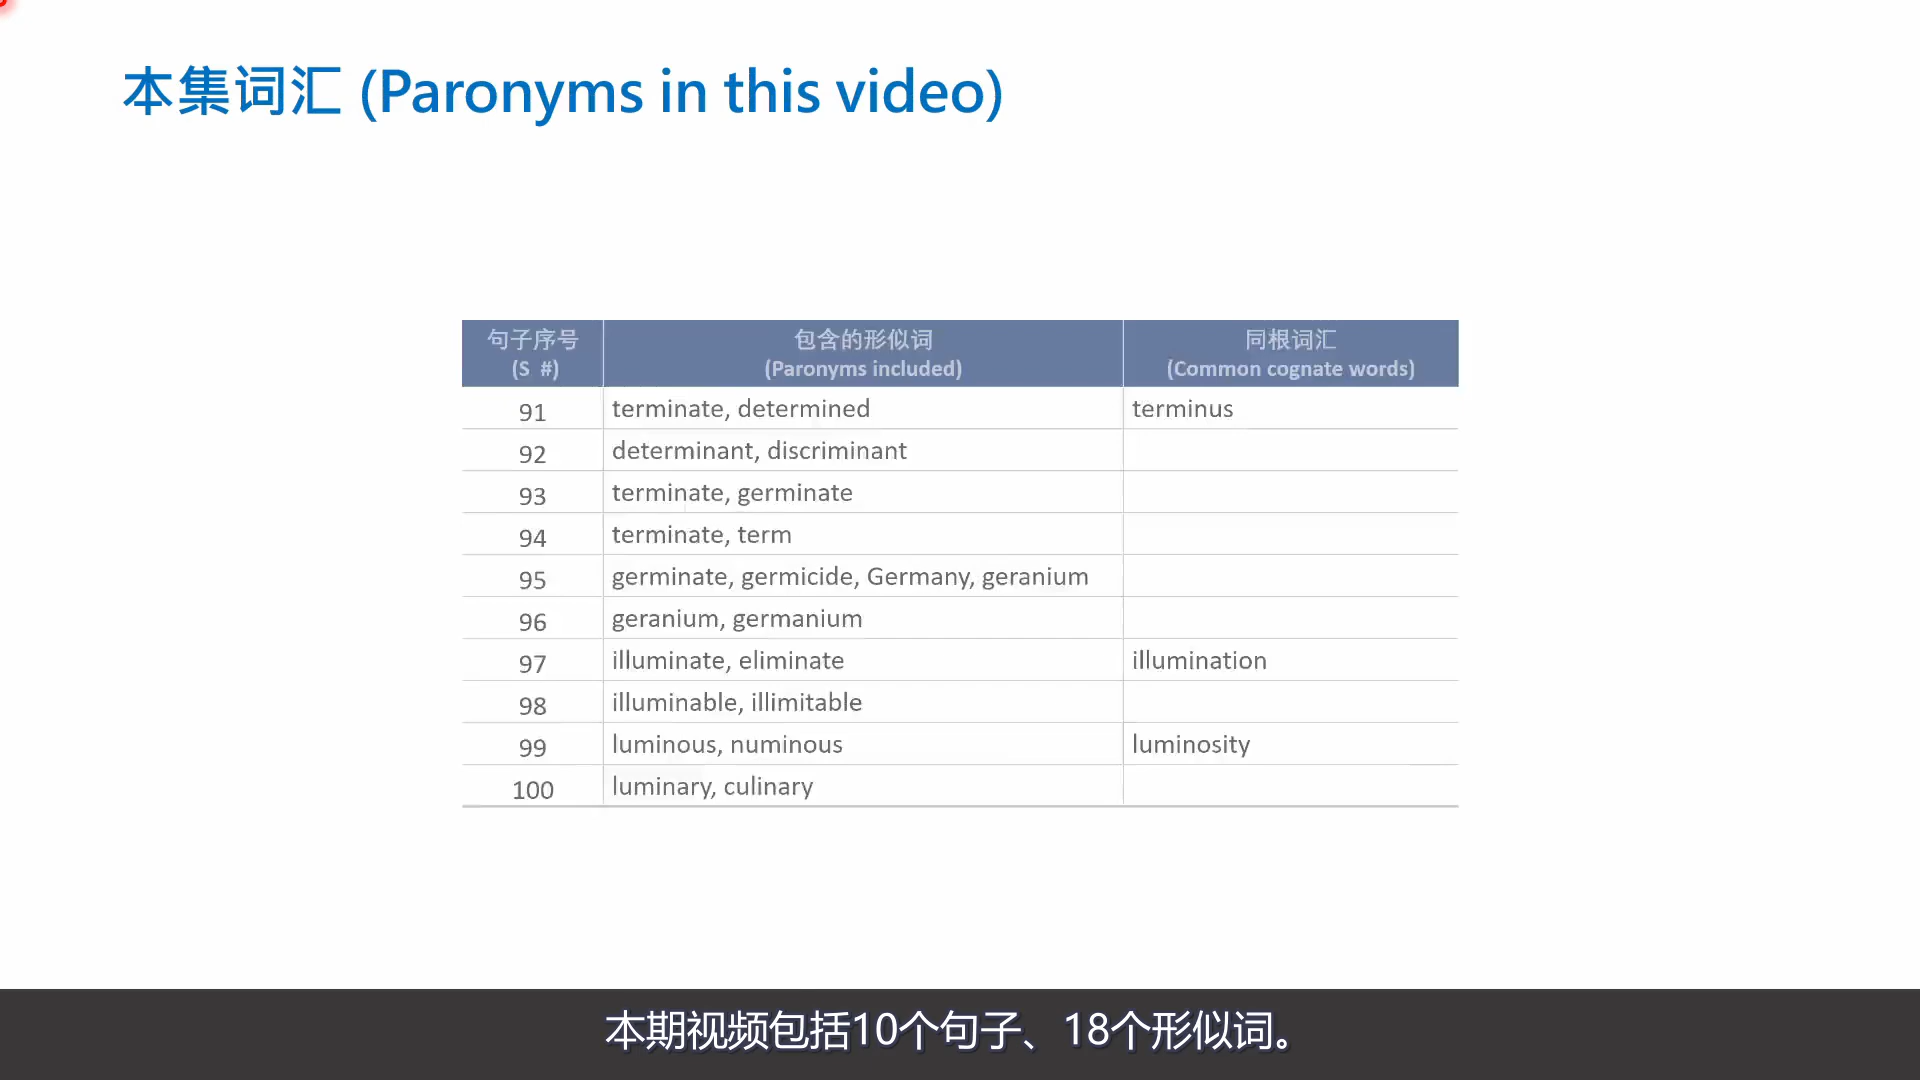 本集词汇 (Paronyms in this video)
句子序号 包含的形似词 同根词汇
(S #) (Paronyms included) (Common cognate words)
91 terminate, determined terminus
92 determinant, discriminant
93 terminate, germinate
94 terminate, term
95 germinate, germicide, Germany, geranium
96 geranium, germanium
97 illuminate, eliminate illumination
98 illuminable, illimitable
99 luminous, numinous luminosity
100 luminary, culinary
本期视频包括10个句子、18个形似词。